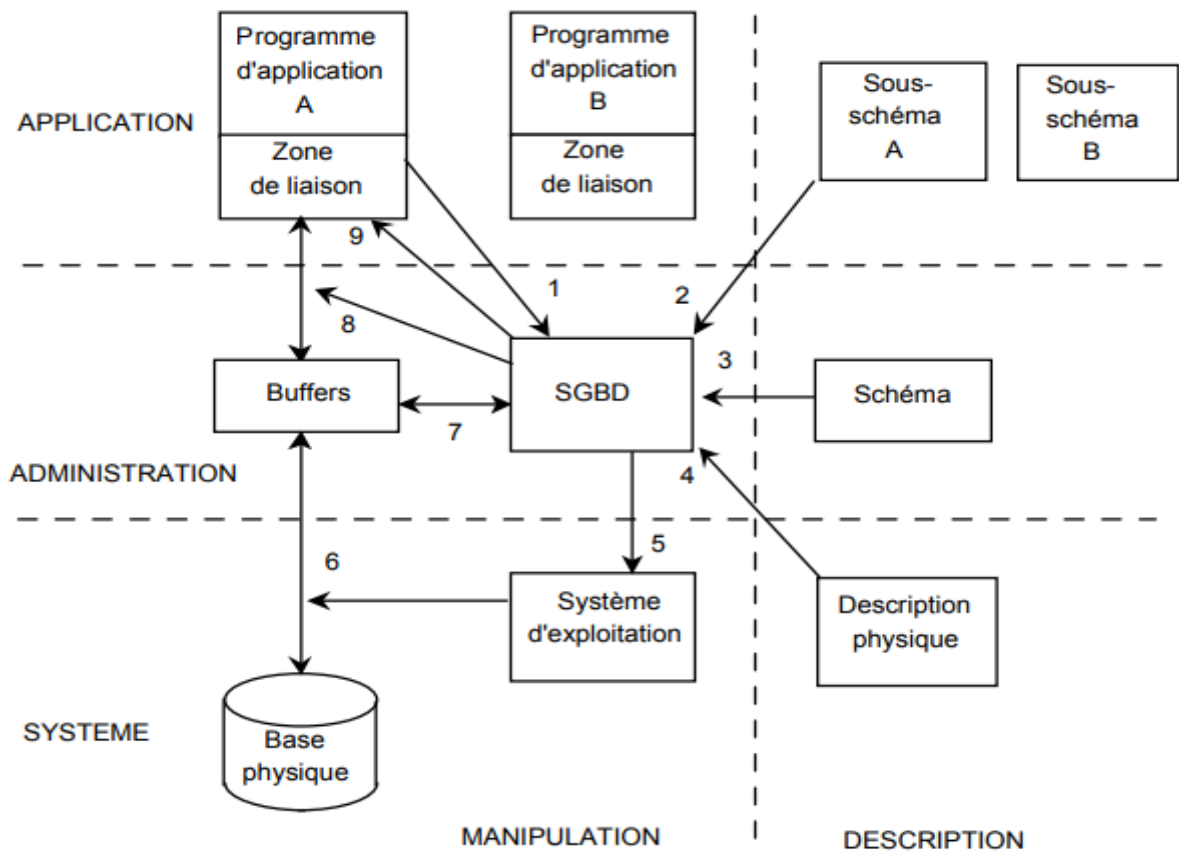 Programme
d'application
A
Zone
de liaison
Programme
d'application
B
Zone
de liaison
Sous-
schéma
A
Sous-
schéma
B
APPLICATION
9
1
2
8
3
Buffers
SGBD
Schéma
7
4
ADMINISTRATION
5
6
Système
d'exploitation
Description
physique
SYSTEME
Base
physique
MANIPULATION
DESCRIPTION